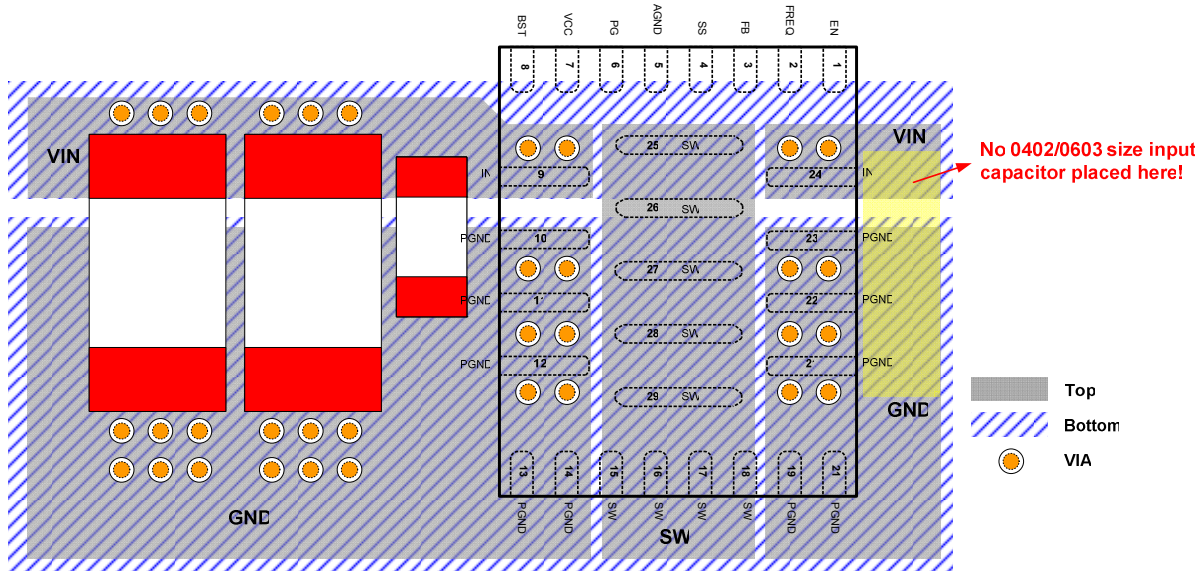 BST VCC PG AGND SS FB FREQ EN
8 7 6 5 4 3 2 1
VIN
VIN
No 0402/0603 size input
capacitor placed here!
25 SW
IN 9
24 IN
26 SW
PGND 10
23 PGND
27 SW
PGND 11
22 PGND
28 SW
PGND 12
21 PGND
29 SW
GND
Top
Bottom
VIA
13 14 15 16 17 18 19 21
PGND PGND SW SW SW SW PGND PGND
GND
SW